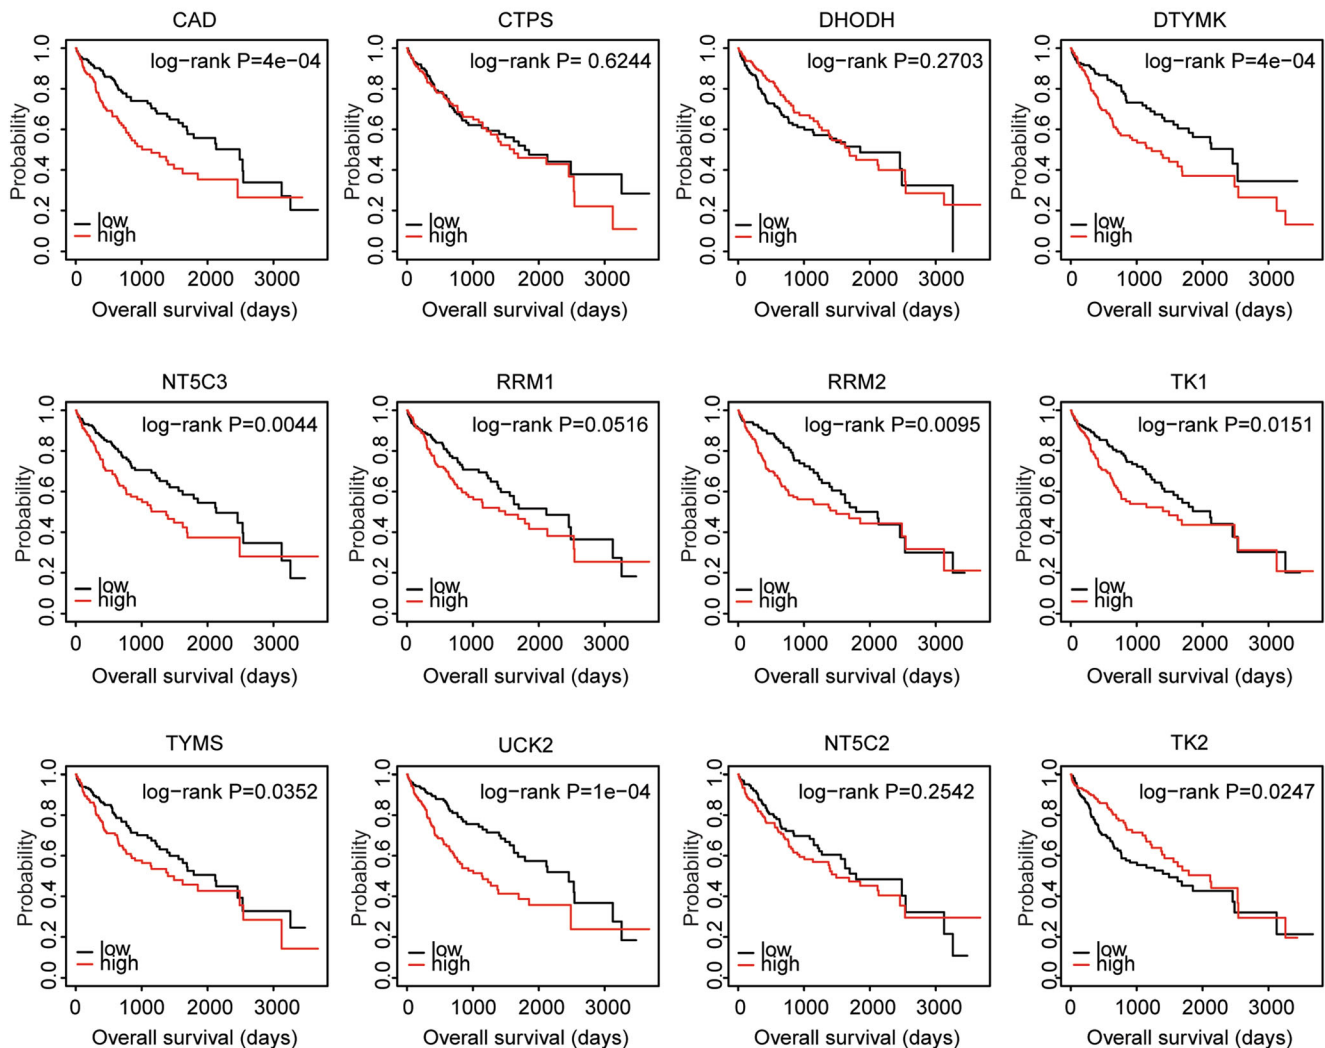 CAD
log-rank P=4e-04
Probability
0.0 0.2 0.4 0.6 0.8 1.0
low
high
0 1000 2000 3000
Overall survival (days)
CTPS
log-rank P= 0.6244
Probability
0.0 0.2 0.4 0.6 0.8 1.0
low
high
0 1000 2000 3000
Overall survival (days)
DHODH
log-rank P=0.2703
Probability
0.0 0.2 0.4 0.6 0.8 1.0
low
high
0 1000 2000 3000
Overall survival (days)
DTYMK
log-rank P=4e-04
Probability
0.0 0.2 0.4 0.6 0.8 1.0
low
high
0 1000 2000 3000
Overall survival (days)
NT5C3
log-rank P=0.0044
Probability
0.0 0.2 0.4 0.6 0.8 1.0
low
high
0 1000 2000 3000
Overall survival (days)
RRM1
log-rank P=0.0516
Probability
0.0 0.2 0.4 0.6 0.8 1.0
low
high
0 1000 2000 3000
Overall survival (days)
RRM2
log-rank P=0.0095
Probability
0.0 0.2 0.4 0.6 0.8 1.0
low
high
0 1000 2000 3000
Overall survival (days)
TK1
log-rank P=0.0151
Probability
0.0 0.2 0.4 0.6 0.8 1.0
low
high
0 1000 2000 3000
Overall survival (days)
TYMS
log-rank P=0.0352
Probability
0.0 0.2 0.4 0.6 0.8 1.0
low
high
0 1000 2000 3000
Overall survival (days)
UCK2
log-rank P=1e-04
Probability
0.0 0.2 0.4 0.6 0.8 1.0
low
high
0 1000 2000 3000
Overall survival (days)
NT5C2
log-rank P=0.2542
Probability
0.0 0.2 0.4 0.6 0.8 1.0
low
high
0 1000 2000 3000
Overall survival (days)
TK2
log-rank P=0.0247
Probability
0.0 0.2 0.4 0.6 0.8 1.0
low
high
0 1000 2000 3000
Overall survival (days)